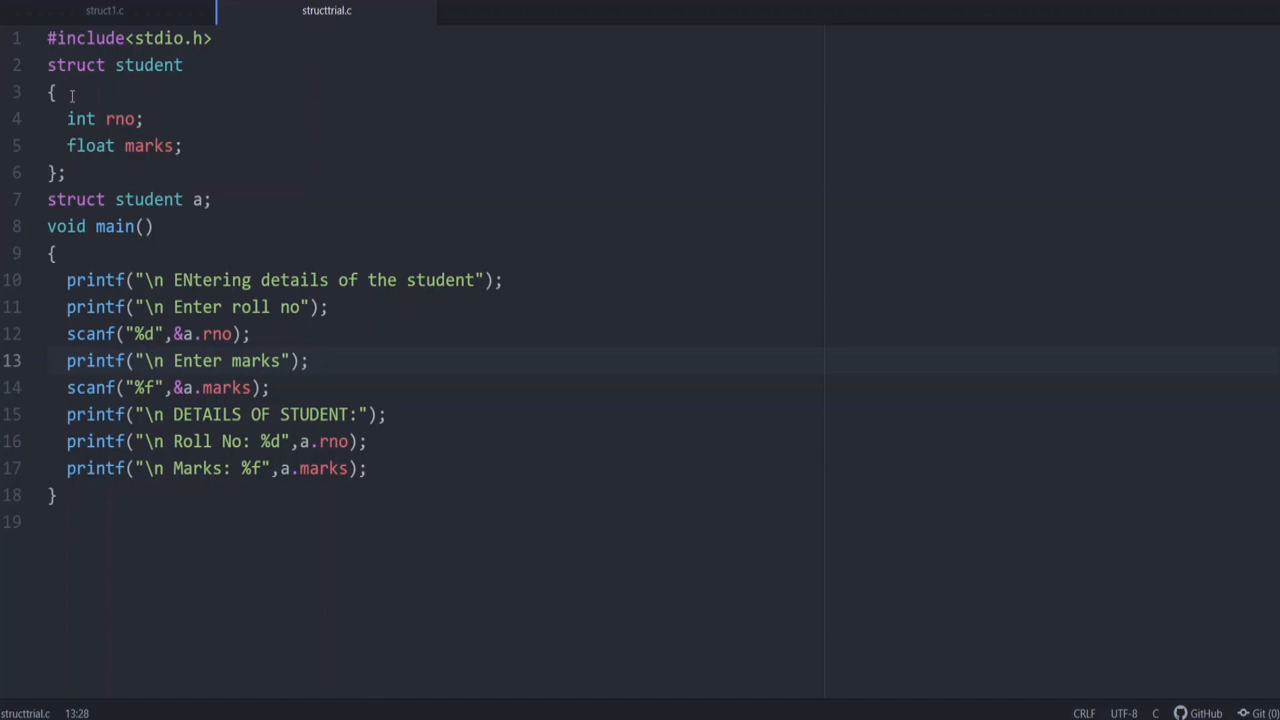 struct1.c structtrial.c
1 #include<stdio.h>
2 struct student
3 {
4 int rno;
5 float marks;
6 };
7 struct student a;
8 void main()
9 {
10 printf("\n ENtering details of the student");
11 printf("\n Enter roll no");
12 scanf("%d",&a.rno);
13 printf("\n Enter marks");
14 scanf("%f",&a.marks);
15 printf("\n DETAILS OF STUDENT:");
16 printf("\n Roll No: %d",a.rno);
17 printf("\n Marks: %f",a.marks);
18 }
19
structtrial.c 13:28 CRLF UTF-8 C GitHub Git (0)